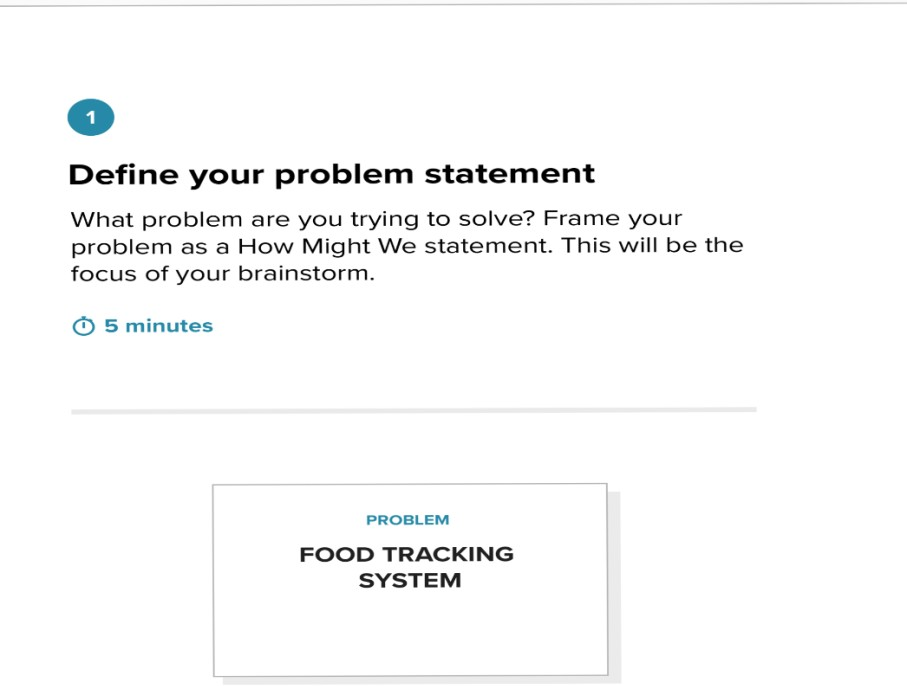 1
Define your problem statement
What problem are you trying to solve? Frame your
problem as a How Might We statement. This will be the
focus of your brainstorm.
5 minutes
PROBLEM
FOOD TRACKING
SYSTEM